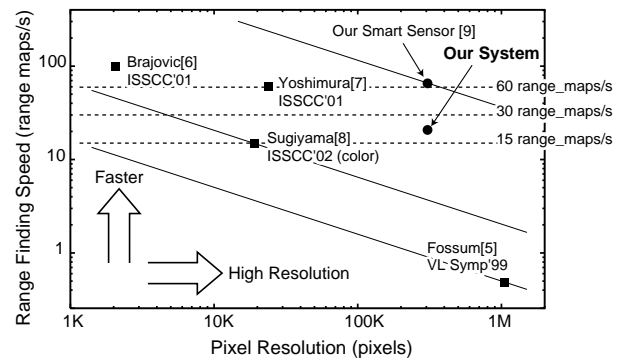 Range Finding Speed (range maps/s)
100
10
1
Brajovic[6]
ISSCC'01
Yoshimura[7]
ISSCC'01
Our Smart Sensor [9]
Our System
60 range_maps/s
30 range_maps/s
15 range_maps/s
Sugiyama[8]
ISSCC'02 (color)
Faster
High Resolution
Fossum[5]
VL Symp'99
1K
10K
100K
1M
Pixel Resolution (pixels)